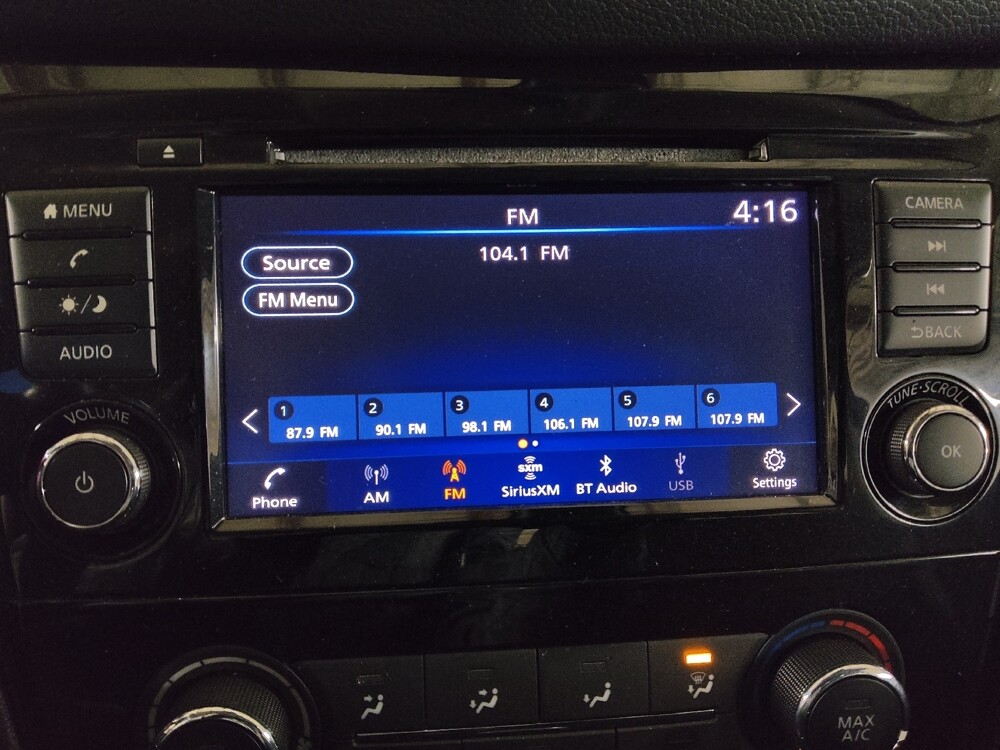 MENU
AUDIO
VOLUME
FM
4:16
104.1 FM
Source
FM Menu
1
87.9 FM
2
90.1 FM
3
98.1 FM
4
106.1 FM
5
107.9 FM
6
107.9 FM
Phone
AM
FM
sxm
SiriusXM
BT Audio
USB
Settings
CAMERA
BACK
TUNE·SCROLL
OK
MAX
A/C